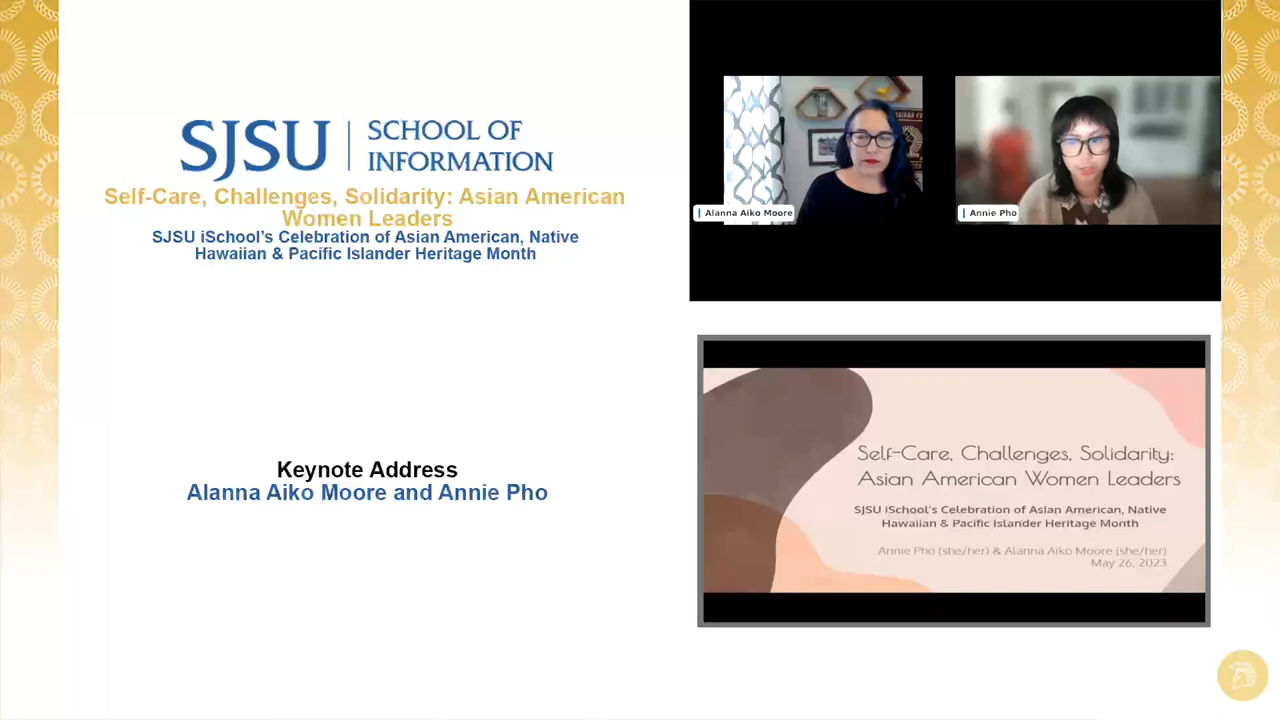 SJSU
SCHOOL OF
INFORMATION
Self-Care, Challenges, Solidarity: Asian American
Women Leaders
SJSU iSchool's Celebration of Asian American, Native
Hawaiian & Pacific Islander Heritage Month
Keynote Address
Alanna Aiko Moore and Annie Pho
Alanna Aiko Moore
Annie Pho
Self-Care, Challenges, Solidarity:
Asian American Women Leaders
SJSU iSchool's Celebration of Asian American, Native
Hawaiian & Pacific Islander Heritage Month
Annie Pho (she/her) & Alanna Aiko Moore (she/her)
May 26, 2023